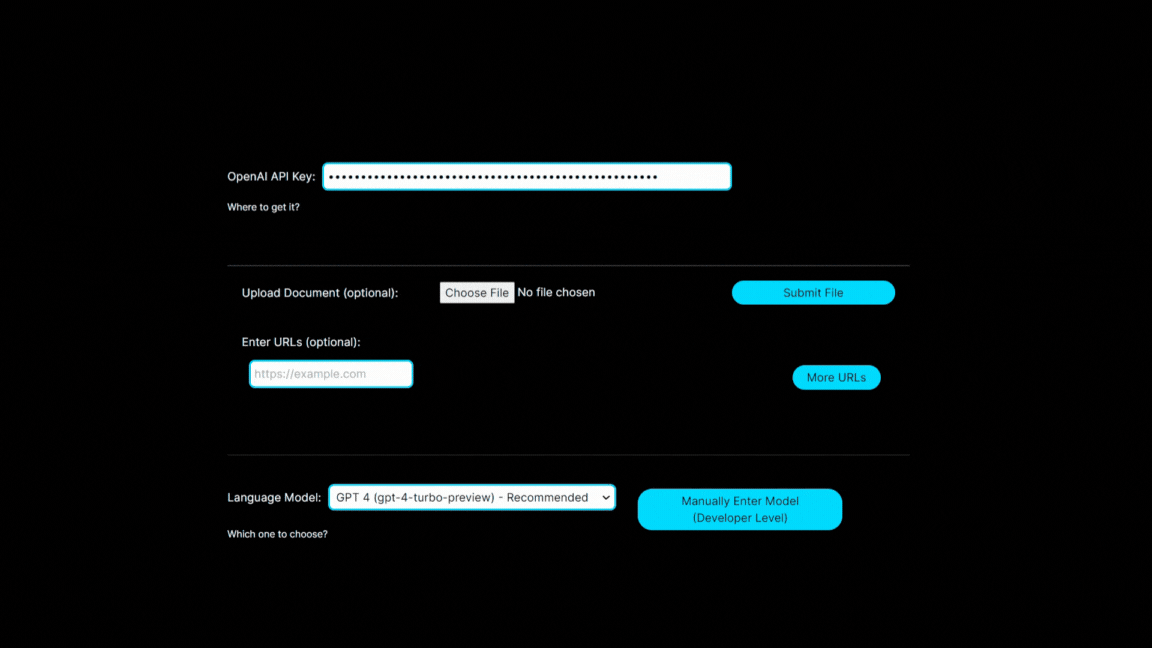 OpenAI API Key: ••••••••••••••••••••••••••••••••••••••••••••••••••• 
Where to get it?
Upload Document (optional): Choose File No file chosen Submit File
Enter URLs (optional):
https://example.com
More URLs
Language Model: GPT 4 (gpt-4-turbo-preview) - Recommended
Manually Enter Model
(Developer Level)
Which one to choose?